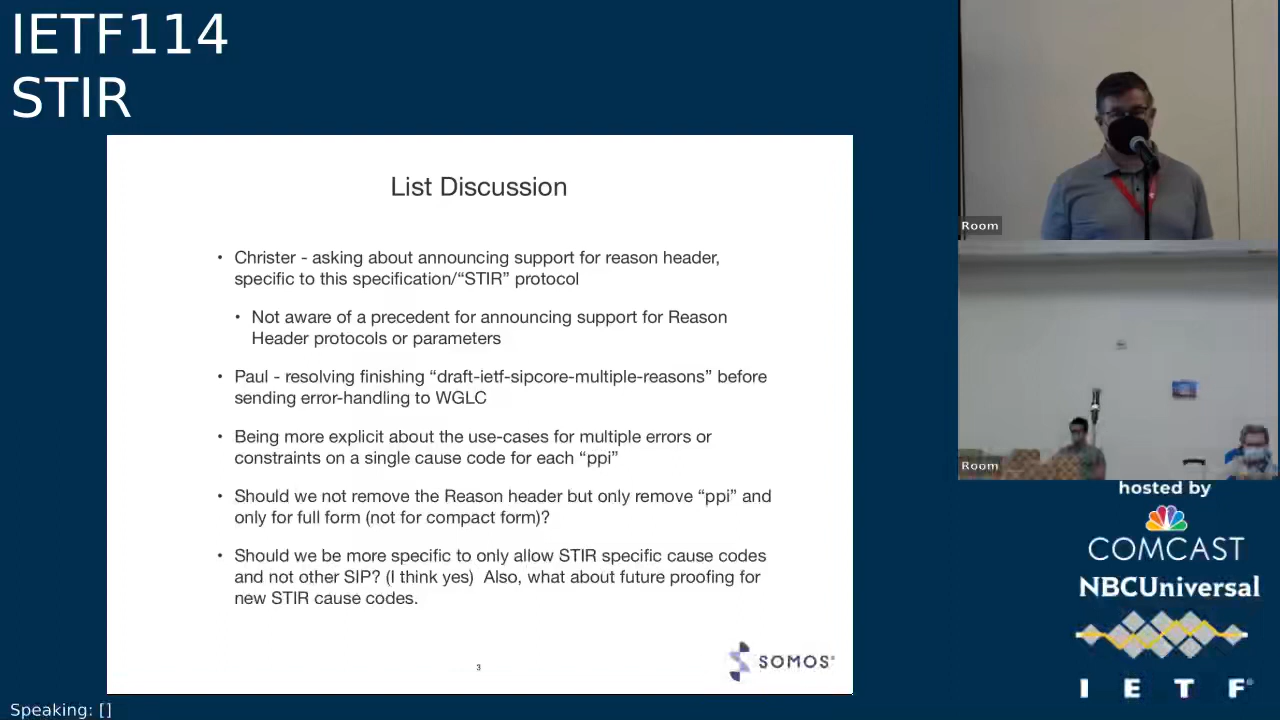 IETF114
STIR
List Discussion
• Christer - asking about announcing support for reason header,
specific to this specification/“STIR” protocol
• Not aware of a precedent for announcing support for Reason
Header protocols or parameters
• Paul - resolving finishing “draft-ietf-sipcore-multiple-reasons” before
sending error-handling to WGLC
• Being more explicit about the use-cases for multiple errors or
constraints on a single cause code for each “ppi”
• Should we not remove the Reason header but only remove “ppi” and
only for full form (not for compact form)?
• Should we be more specific to only allow STIR specific cause codes
and not other SIP? (I think yes)  Also, what about future proofing for
new STIR cause codes.
3
SOMOS®
Room
Room
hosted by
COMCAST
NBCUniversal
I E T F®
Speaking: []